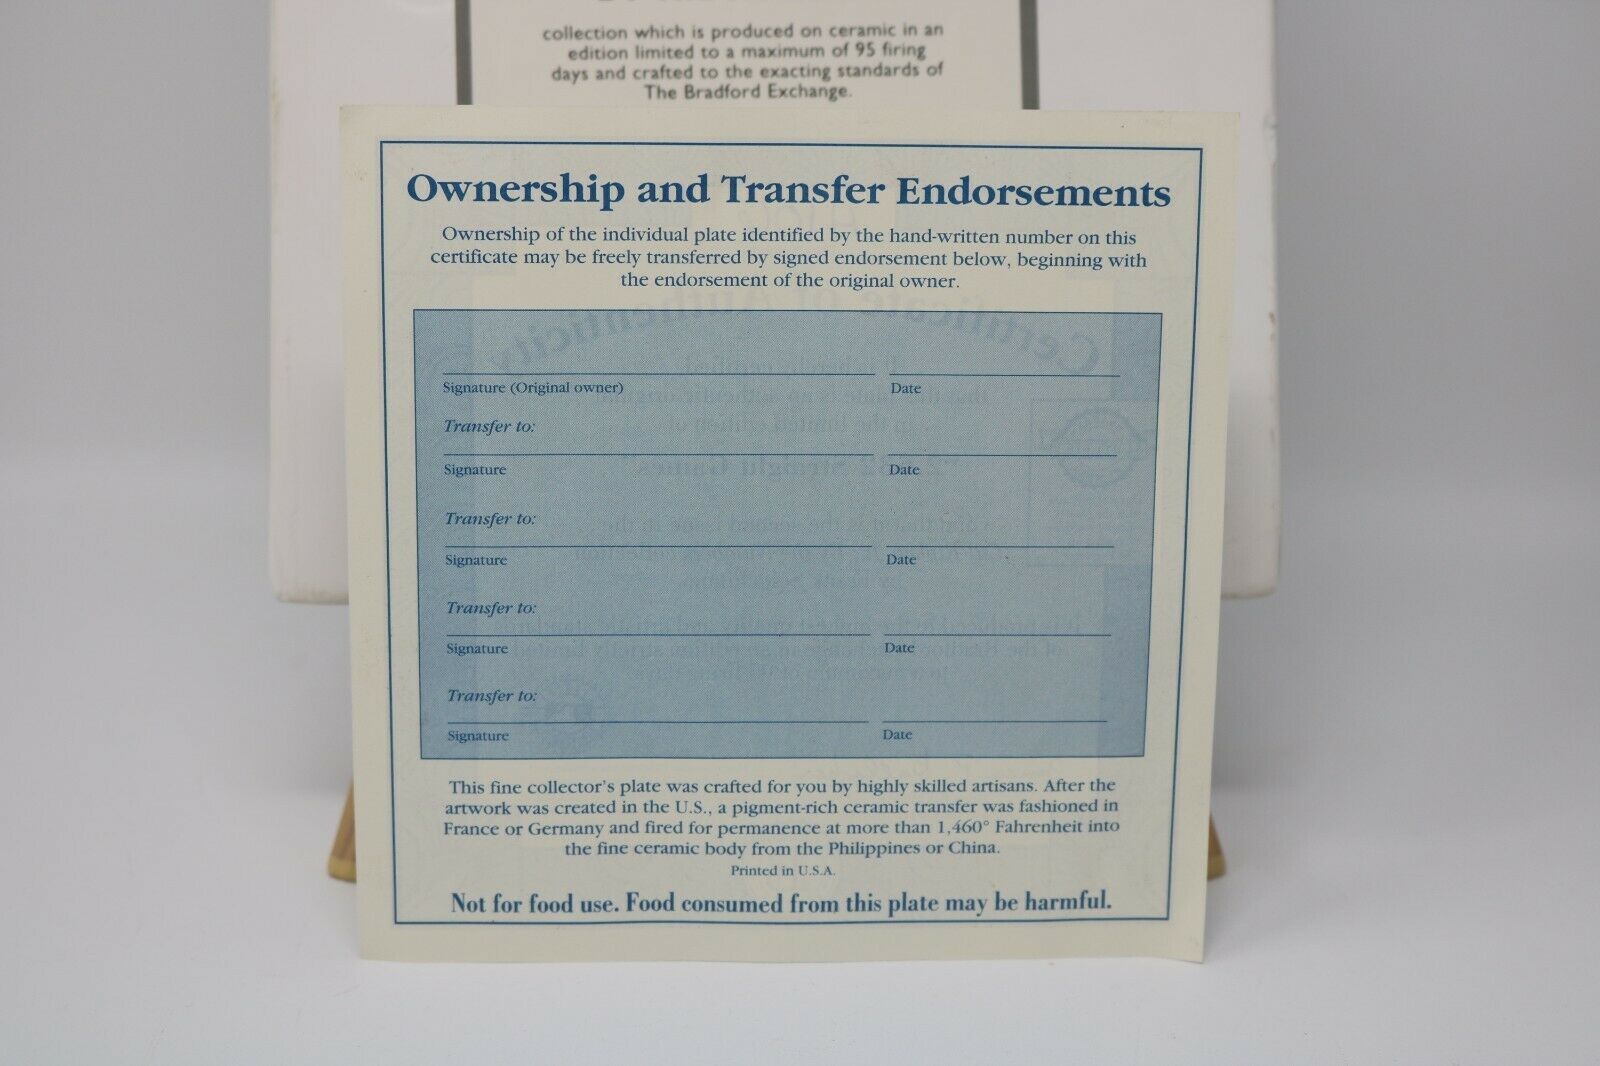 collection which is produced on ceramic in an
edition limited to a maximum of 95 firing
days and crafted to the exacting standards of
The Bradford Exchange.
Ownership and Transfer Endorsements
Ownership of the individual plate identified by the hand-written number on this
certificate may be freely transferred by signed endorsement below, beginning with
the endorsement of the original owner.
Signature (Original owner) Date
Transfer to:
Signature Date
Transfer to:
Signature Date
Transfer to:
Signature Date
Transfer to:
Signature Date
This fine collector's plate was crafted for you by highly skilled artisans. After the
artwork was created in the U.S., a pigment-rich ceramic transfer was fashioned in
France or Germany and fired for permanence at more than 1,460° Fahrenheit into
the fine ceramic body from the Philippines or China.
Printed in U.S.A.
Not for food use. Food consumed from this plate may be harmful.